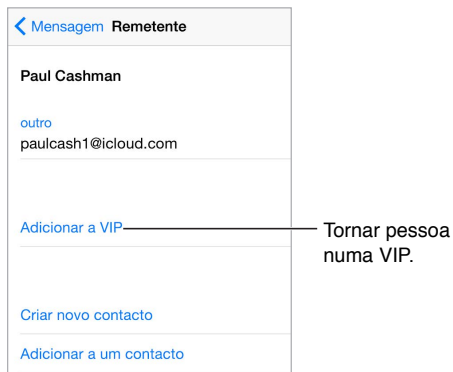 Mensagem Remetente
Paul Cashman
outro
paulcash1@icloud.com
Adicionar a VIP
Tornar pessoa
numa VIP.
Criar novo contacto
Adicionar a um contacto